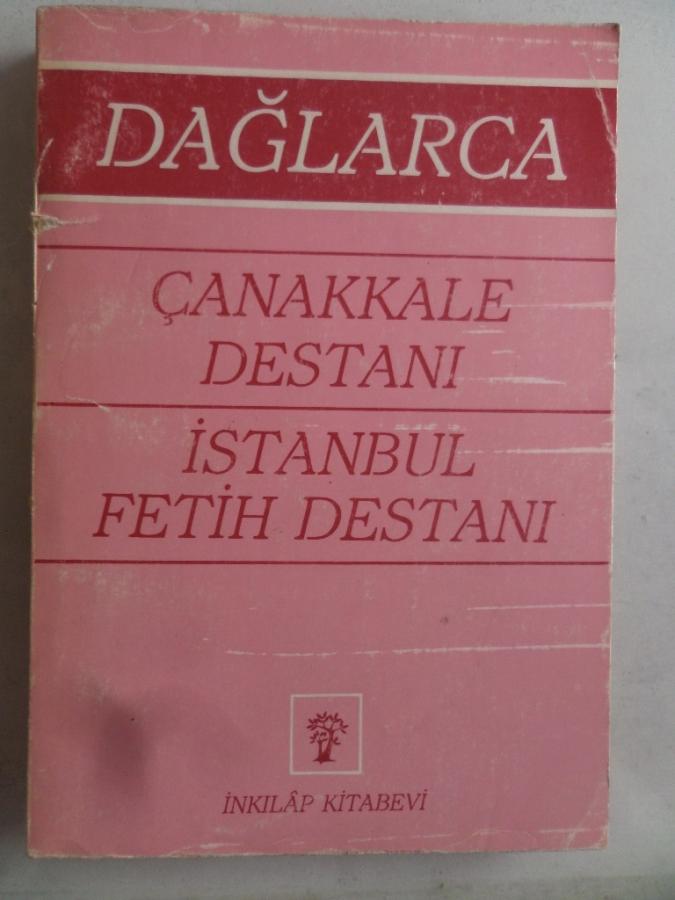 DAĞLARCA
ÇANAKKALE
DESTANI
İSTANBUL
FETİH DESTANI
İNKILÂP KİTABEVİ